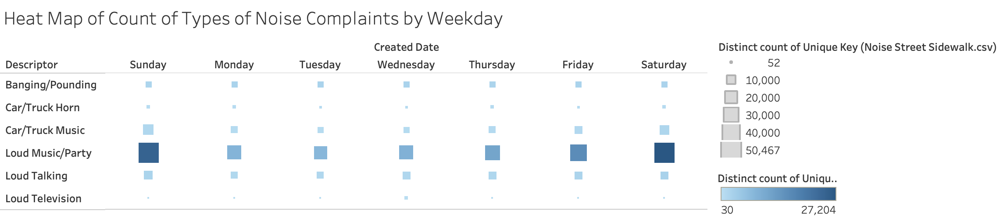 Heat Map of Count of Types of Noise Complaints by Weekday
Created Date
Descriptor Sunday Monday Tuesday Wednesday Thursday Friday Saturday
Banging/Pounding
Car/Truck Horn
Car/Truck Music
Loud Music/Party
Loud Talking
Loud Television
Distinct count of Unique Key (Noise Street Sidewalk.csv)
52
10,000
20,000
30,000
40,000
50,467
Distinct count of Uniqu..
30 27,204